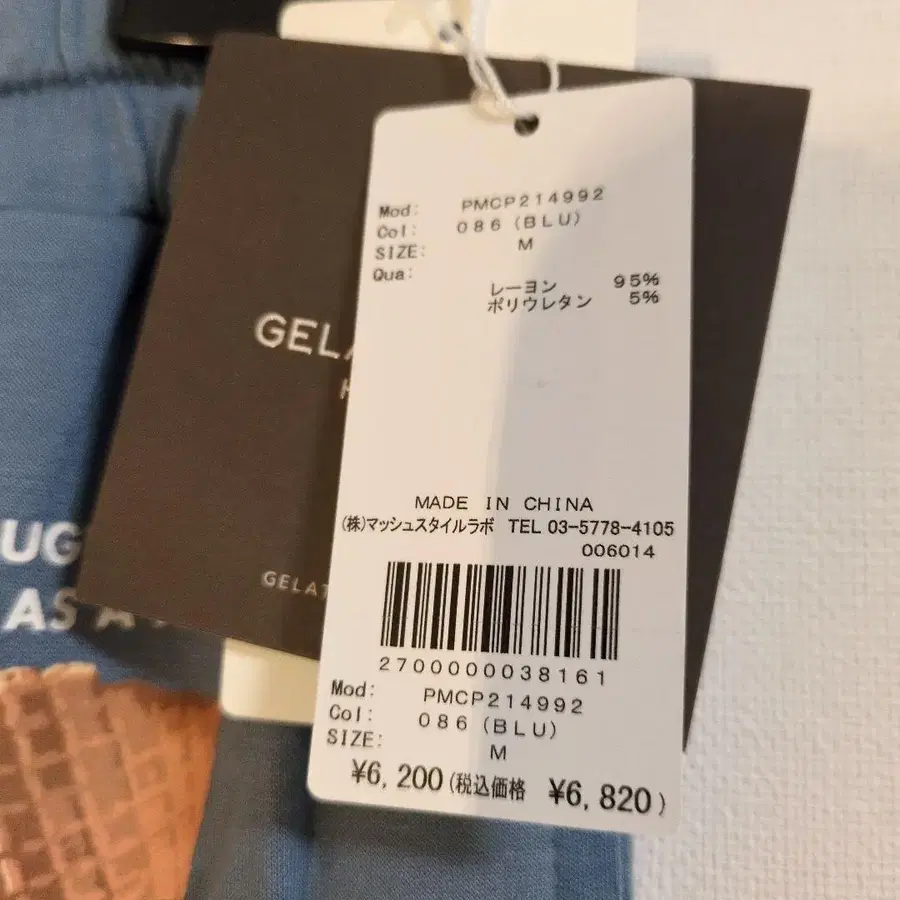 Mod: PMCP214992
Col: 086 (BLU)
SIZE: M
Qua:
レーヨン 95%
ポリウレタン 5%
GEL
MADE IN CHINA
(株)マッシュスタイルラボ TEL 03-5778-4105
006014
UG
AS A
GELAT
2700000038161
Mod: PMCP214992
Col: 086 (BLU)
SIZE: M
¥6,200(税込価格 ¥6,820)